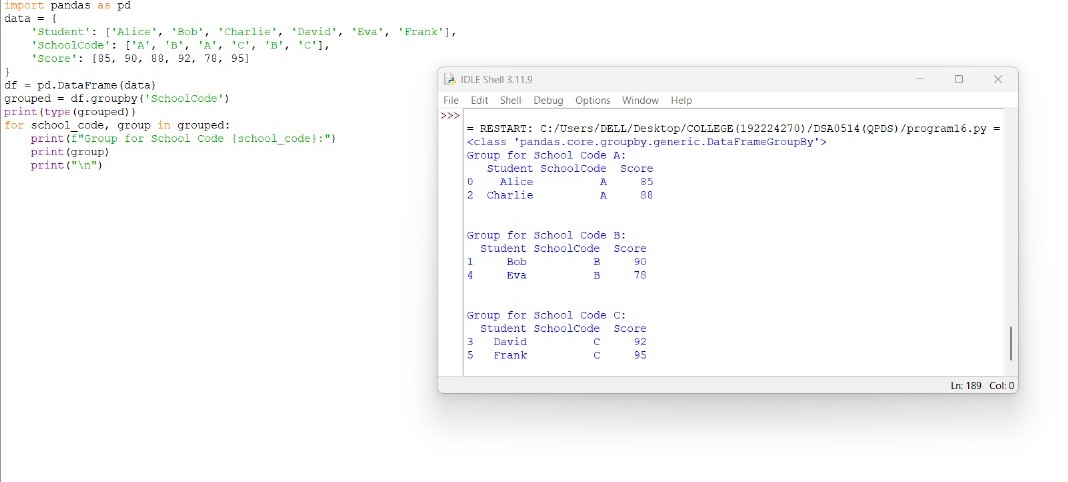 import pandas as pd
data = {
    'Student': ['Alice', 'Bob', 'Charlie', 'David', 'Eva', 'Frank'],
    'SchoolCode': ['A', 'B', 'A', 'C', 'B', 'C'],
    'Score': [85, 90, 88, 92, 78, 95]
}
df = pd.DataFrame(data)
grouped = df.groupby('SchoolCode')
print(type(grouped))
for school_code, group in grouped:
    print(f"Group for School Code {school_code}:")
    print(group)
    print("\n")
IDLE Shell 3.11.9
File Edit Shell Debug Options Window Help
>>>
= RESTART: C:/Users/DELL/Desktop/COLLEGE(192224270)/DSA0514(QPDS)/program16.py =
<class 'pandas.core.groupby.generic.DataFrameGroupBy'>
Group for School Code A:
   Student SchoolCode  Score
0    Alice          A     85
2  Charlie          A     88
Group for School Code B:
  Student SchoolCode  Score
1     Bob          B     90
4     Eva          B     78
Group for School Code C:
  Student SchoolCode  Score
3   David          C     92
5   Frank          C     95
Ln: 189 Col: 0